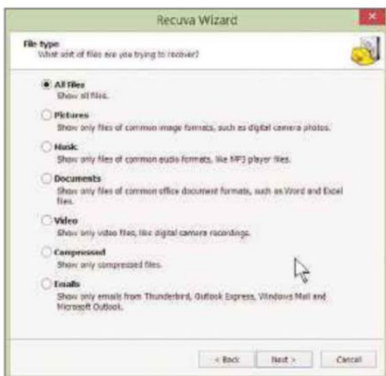 Recuva Wizard
File type
What sort of files are you trying to recover?
All files
Show all files.
Pictures
Show only files of common image formats, such as digital camera photos.
Music
Show only files of common audio formats, like MP3 player files.
Documents
Show only files of common office document formats, such as Word and Excel
files.
Video
Show only video files, like digital camera recordings.
Compressed
Show only compressed files.
Emails
Show only emails from Thunderbird, Outlook Express, Windows Mail and
Microsoft Outlook.
< Back Next > Cancel